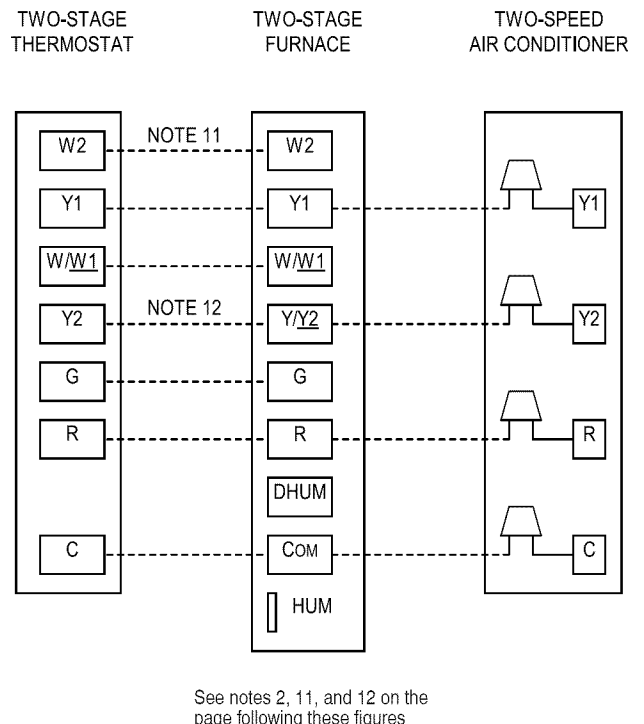 TWO-STAGE THERMOSTAT
TWO-STAGE FURNACE
TWO-SPEED AIR CONDITIONER
W2 NOTE 11 W2
Y1 Y1 Y1
W/W1 W/W1
Y2 NOTE 12 Y/Y2 Y2
G G
R R R
DHUM
C COM C
HUM
See notes 2, 11, and 12 on the
page following these figures